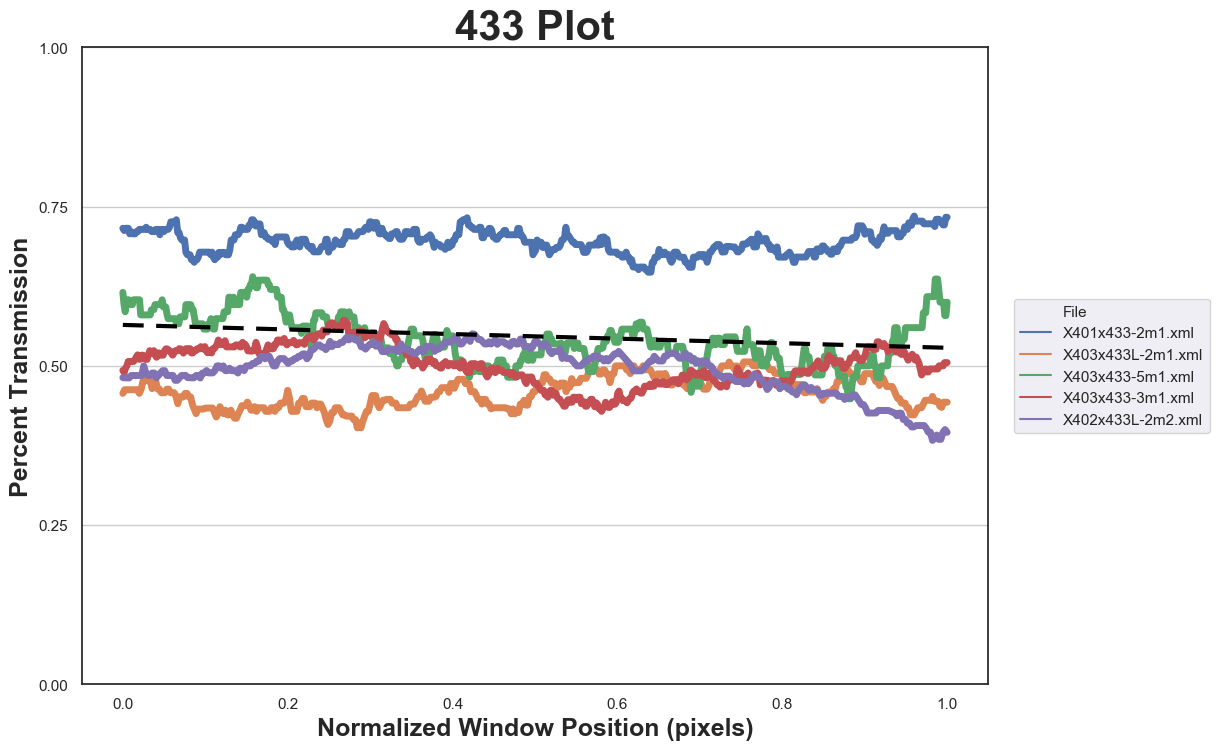 433 Plot
Percent Transmission
1.00
0.75
0.50
0.25
0.00
0.0 0.2 0.4 0.6 0.8 1.0
Normalized Window Position (pixels)
File
X401x433-2m1.xml
X403x433L-2m1.xml
X403x433-5m1.xml
X403x433-3m1.xml
X402x433L-2m2.xml